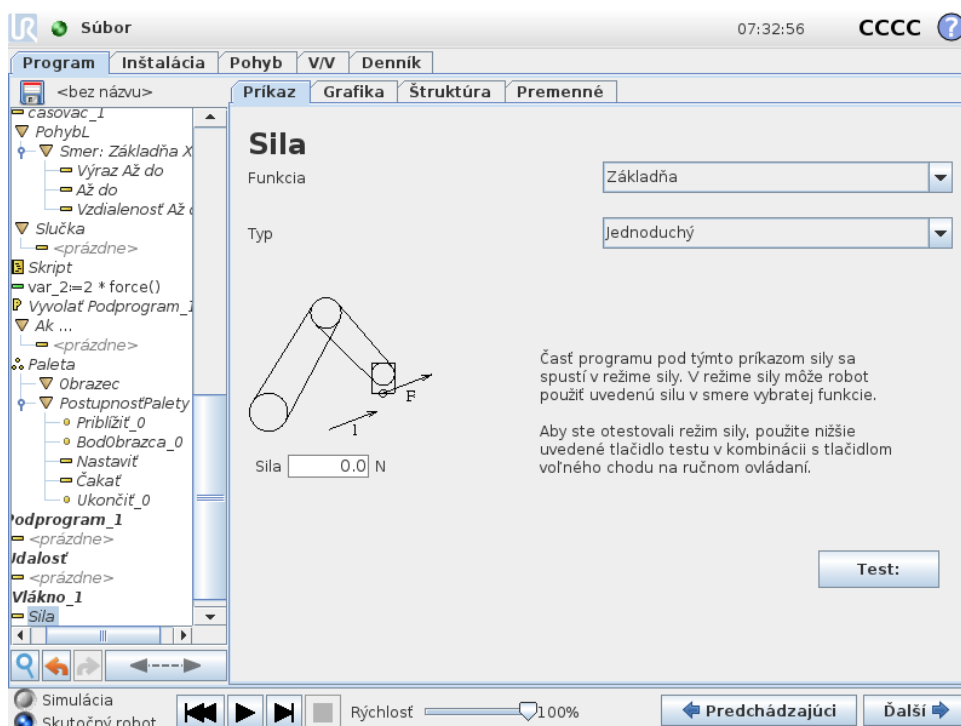 UR Súbor 07:32:56 CCCC ?
Program Inštalácia Pohyb V/V Denník
<bez názvu>
Príkaz Grafika Štruktúra Premenné
časovač_1
PohybL
Smer: Základňa X
Výraz Až do
Až do
Vzdialenosť Až
Slučka
<prázdne>
Skript
var_2:=2 * force()
Vyvolať Podprogram_1
Ak ...
<prázdne>
Paleta
Obrazec
PostupnosťPalety
Priblížiť_0
BodObrazca_0
Nastaviť
Čakať
Ukončiť_0
Podprogram_1
<prázdne>
Udalosť
<prázdne>
Vlákno_1
Sila
Sila
Funkcia
Základňa
Typ
Jednoduchý
F
1
Sila 0.0 N
Časť programu pod týmto príkazom sily sa
spustí v režime sily. V režime sily môže robot
použiť uvedenú silu v smere vybratej funkcie.
Aby ste otestovali režim sily, použite nižšie
uvedené tlačidlo testu v kombinácii s tlačidlom
voľného chodu na ručnom ovládaní.
Test:
Simulácia
Skutočný robot
Rýchlosť 100%
Predchádzajúci
Ďalší